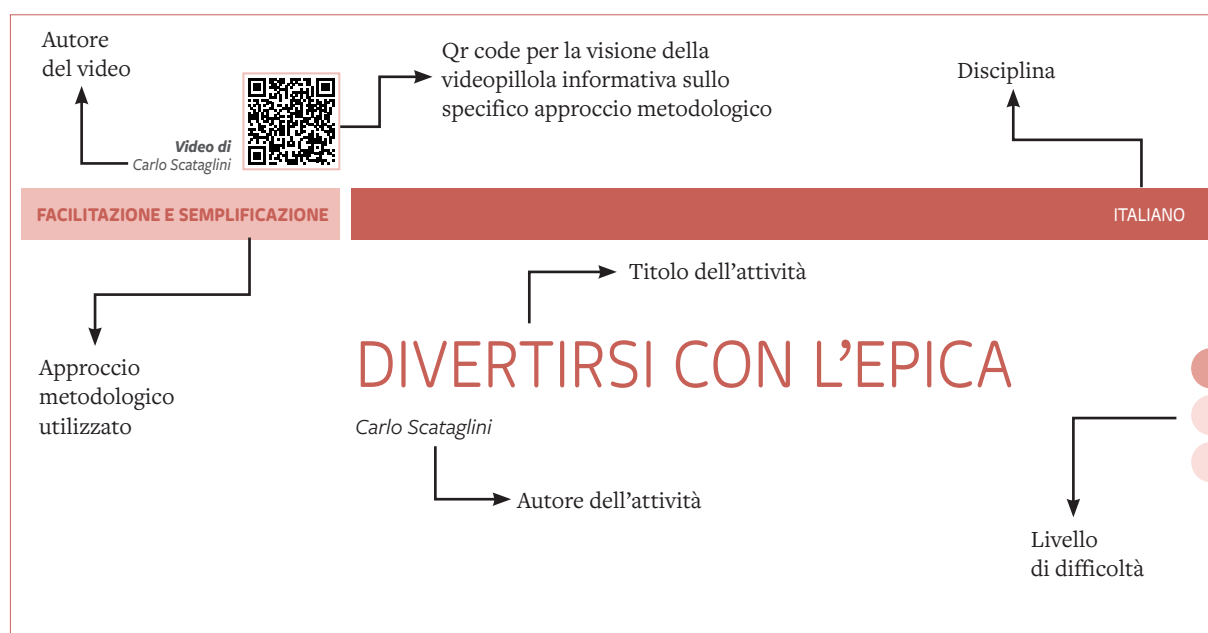 Autore
del video
Qr code per la visione della
videopillola informativa sullo
specifico approccio metodologico
Disciplina
Video di
Carlo Scataglini
FACILITAZIONE E SEMPLIFICAZIONE
ITALIANO
Titolo dell’attività
DIVERTIRSI CON L’EPICA
Approccio
metodologico
utilizzato
Carlo Scataglini
Autore dell’attività
Livello
di difficoltà